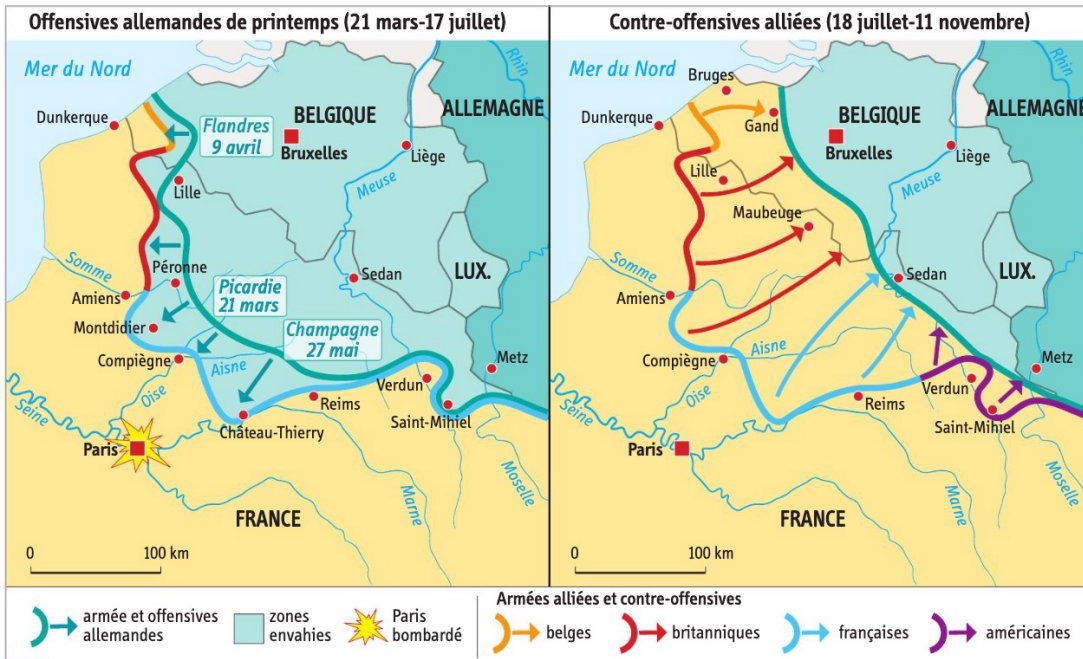 Offensives allemandes de printemps (21 mars-17 juillet)
Mer du Nord
Dunkerque
Flandres
9 avril
BELGIQUE
Bruxelles
ALLEMAGNE
Rhin
Liège
Lille
Meuse
Péronne
Somme
Amiens
Picardie
21 mars
Sedan
LUX.
Montdidier
Champagne
27 mai
Compiègne
Aisne
Metz
Oise
Verdun
Reims
Seine
Saint-Mihiel
Château-Thierry
Paris
Moselle
Marne
FRANCE
0
100 km
Contre-offensives alliées (18 juillet-11 novembre)
Mer du Nord
Bruges
Dunkerque
Gand
BELGIQUE
Bruxelles
ALLEMAGNE
Rhin
Liège
Lille
Meuse
Maubeuge
Somme
Amiens
Sedan
LUX.
Compiègne
Aisne
Metz
Oise
Verdun
Reims
Seine
Saint-Mihiel
Paris
Moselle
Marne
FRANCE
0
100 km
armée et offensives
allemandes
zones
envahies
Paris
bombardé
Armées alliées et contre-offensives
belges
britanniques
françaises
américaines